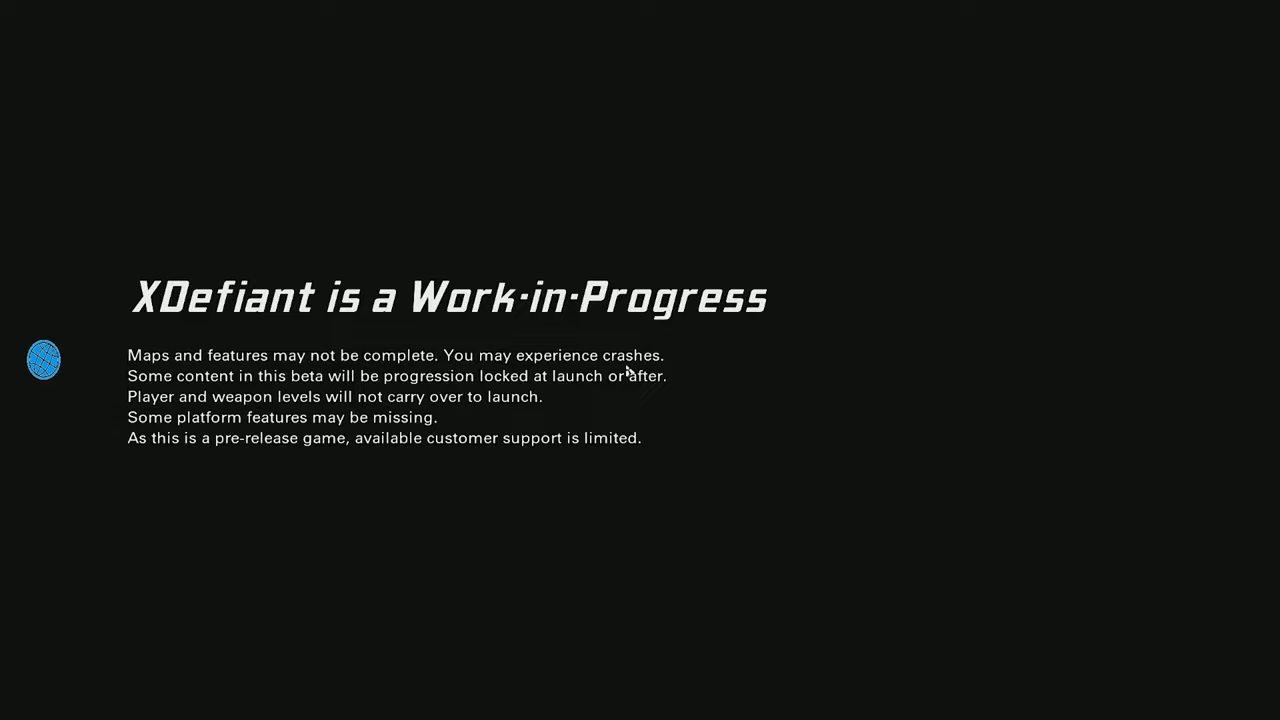 XDefiant is a Work-in-Progress
Maps and features may not be complete. You may experience crashes.
Some content in this beta will be progression locked at launch or after.
Player and weapon levels will not carry over to launch.
Some platform features may be missing.
As this is a pre-release game, available customer support is limited.